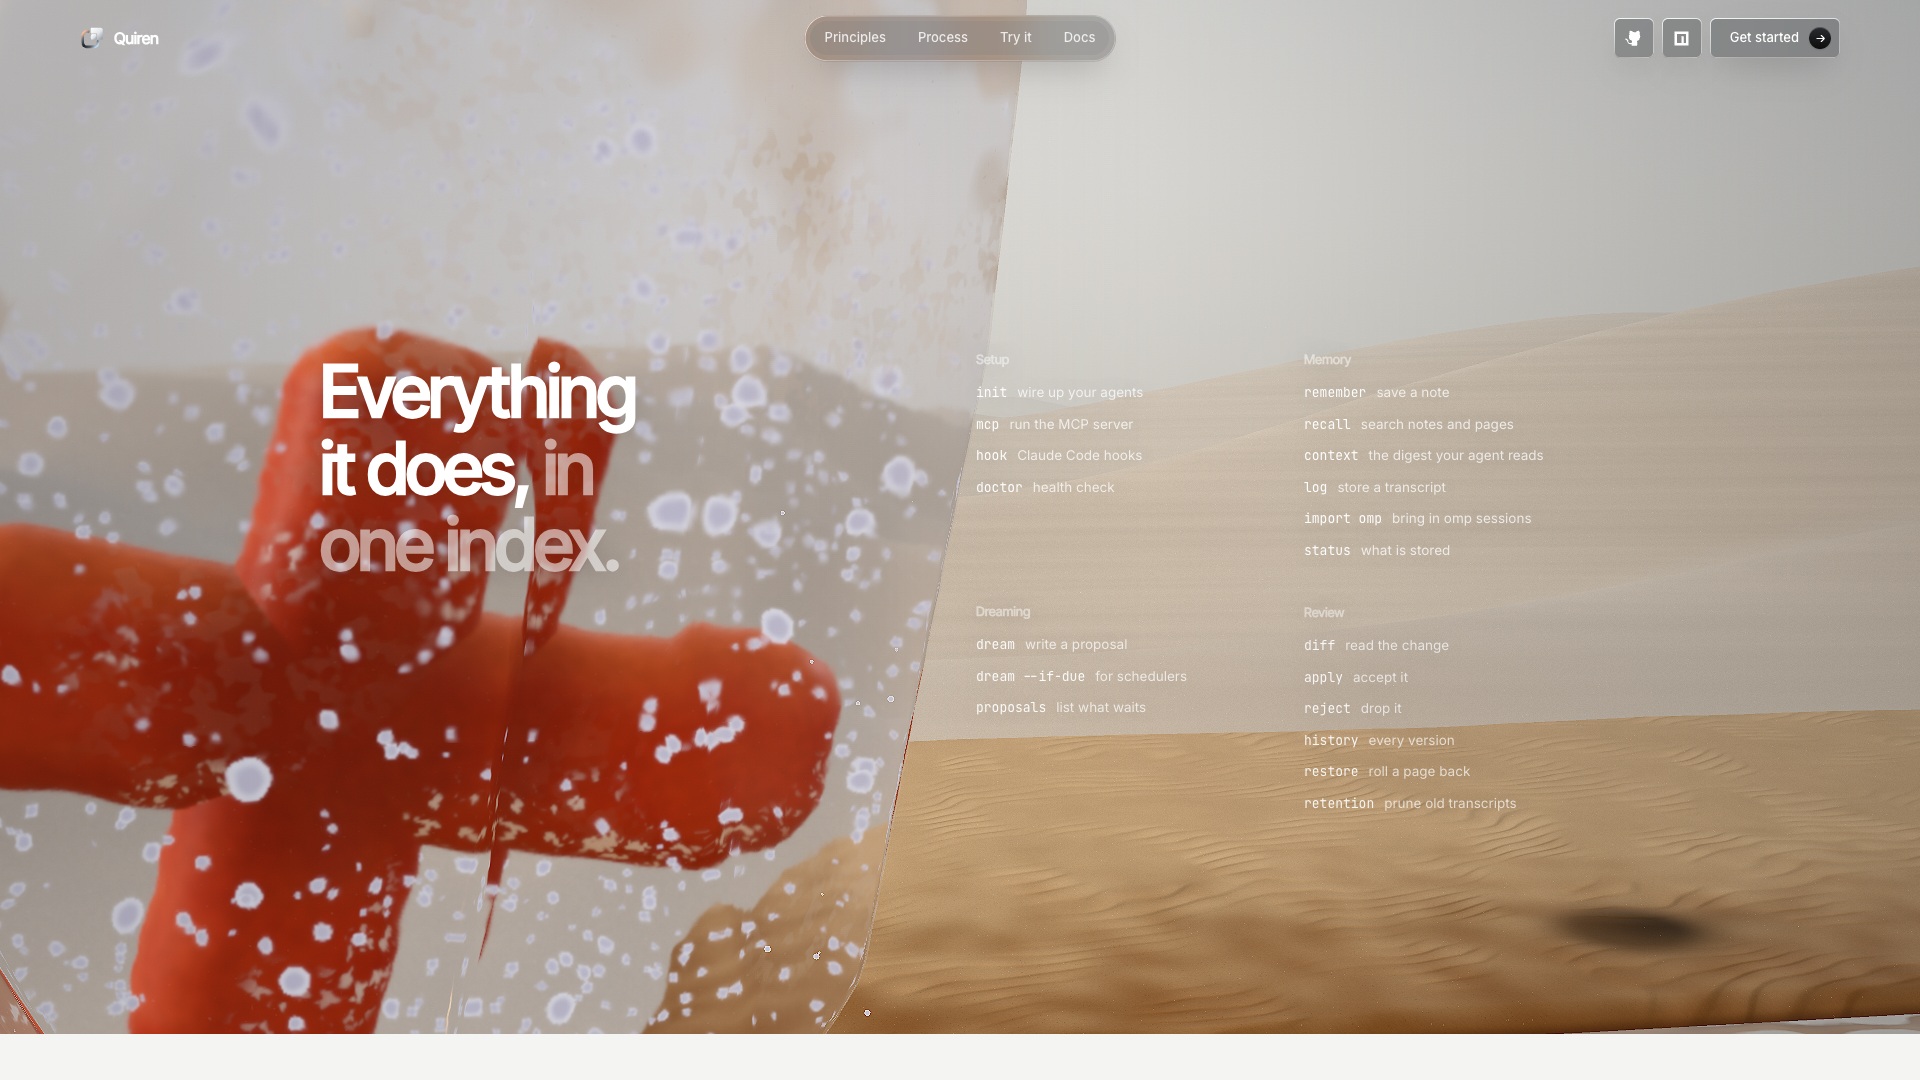 Quiren
Principles
Process
Try it
Docs
Get started
Everything
it does, in
one index.
Setup
init wire up your agents
mcp run the MCP server
hook Claude Code hooks
doctor health check
Memory
remember save a note
recall search notes and pages
context the digest your agent reads
log store a transcript
import omp bring in omp sessions
status what is stored
Dreaming
dream write a proposal
dream --if-due for schedulers
proposals list what waits
Review
diff read the change
apply accept it
reject drop it
history every version
restore roll a page back
retention prune old transcripts